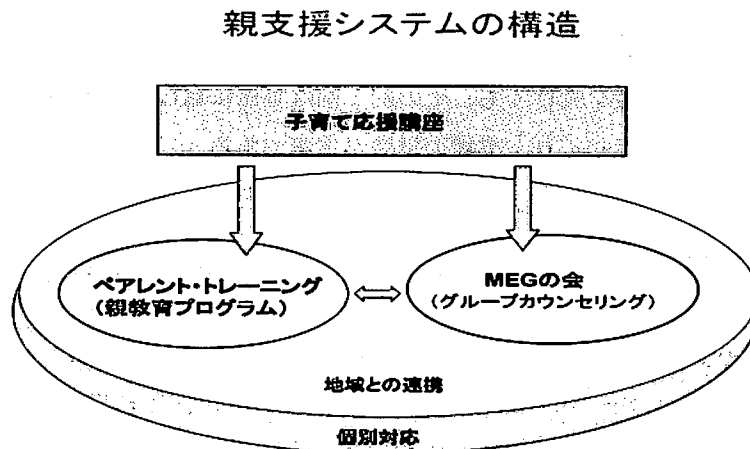 親支援システムの構造
子育て応援講座
ペアレント・トレーニング
（親教育プログラム）
MEGの会
（グループカウンセリング）
地域との連携
個別対応